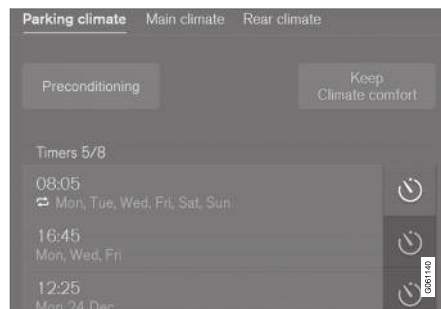 Parking climate Main climate Rear climate
Preconditioning
Keep
Climate comfort
Timers 5/8
08:05
Mon, Tue, Wed, Fri, Sat, Sun
16:45
Mon, Wed, Fri
12:25
Mon 24 Dec
G061140